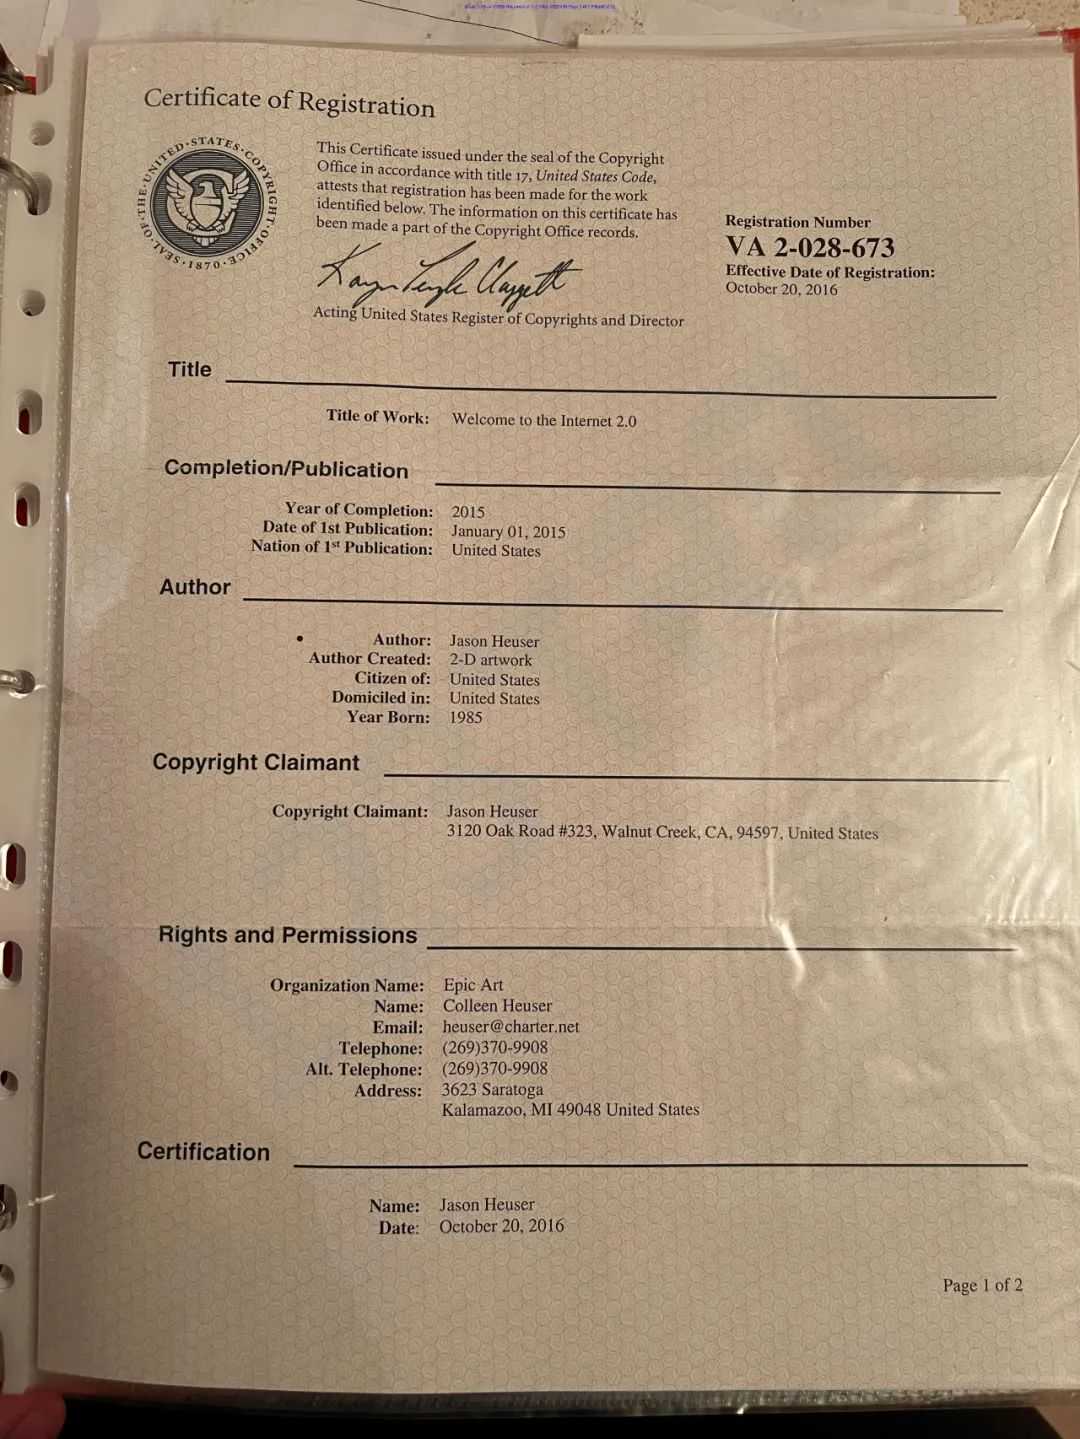 Certificate of Registration
SEAL·OF·THE·UNITED·STATES·COPYRIGHT·OFFICE·1870·
This Certificate issued under the seal of the Copyright
Office in accordance with title 17, United States Code,
attests that registration has been made for the work
identified below. The information on this certificate has
been made a part of the Copyright Office records.
Acting United States Register of Copyrights and Director
Registration Number
VA 2-028-673
Effective Date of Registration:
October 20, 2016
Title
Title of Work: Welcome to the Internet 2.0
Completion/Publication
Year of Completion: 2015
Date of 1st Publication: January 01, 2015
Nation of 1st Publication: United States
Author
• Author: Jason Heuser
Author Created: 2-D artwork
Citizen of: United States
Domiciled in: United States
Year Born: 1985
Copyright Claimant
Copyright Claimant: Jason Heuser
3120 Oak Road #323, Walnut Creek, CA, 94597, United States
Rights and Permissions
Organization Name: Epic Art
Name: Colleen Heuser
Email: heuser@charter.net
Telephone: (269)370-9908
Alt. Telephone: (269)370-9908
Address: 3623 Saratoga
Kalamazoo, MI 49048 United States
Certification
Name: Jason Heuser
Date: October 20, 2016
Page 1 of 2